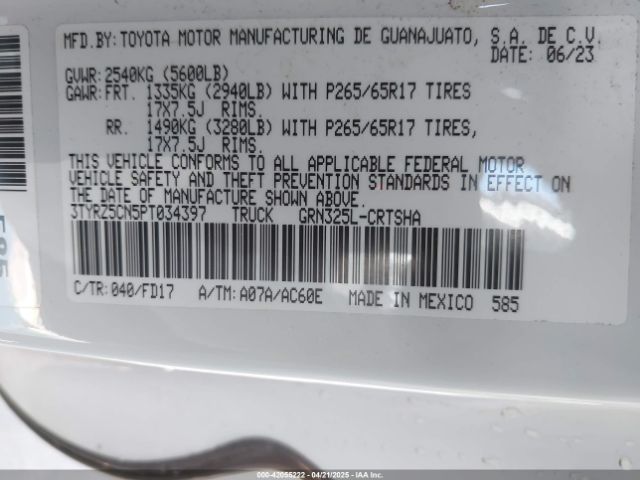 MFD.BY:TOYOTA MOTOR MANUFACTURING DE GUANAJUATO, S.A. DE C.V.
DATE: 06/23
GVWR:2540KG (5600LB)
GAWR:FRT. 1335KG (2940LB) WITH P265/65R17 TIRES
17X7.5J RIMS.
RR. 1490KG (3280LB) WITH P265/65R17 TIRES,
17X7.5J RIMS.
THIS VEHICLE CONFORMS TO ALL APPLICABLE FEDERAL MOTOR
VEHICLE SAFETY AND THEFT PREVENTION STANDARDS IN EFFECT ON
THE DATE OF MANUFACTURE SHOWN ABOVE.
3TYRZ5CN5PT034397 TRUCK GRN325L-CRTSHA
C/TR:040/FD17 A/TM:A07A/AC60E MADE IN MEXICO 585
000-42055222 - 04/21/2025 - IAAI.COM